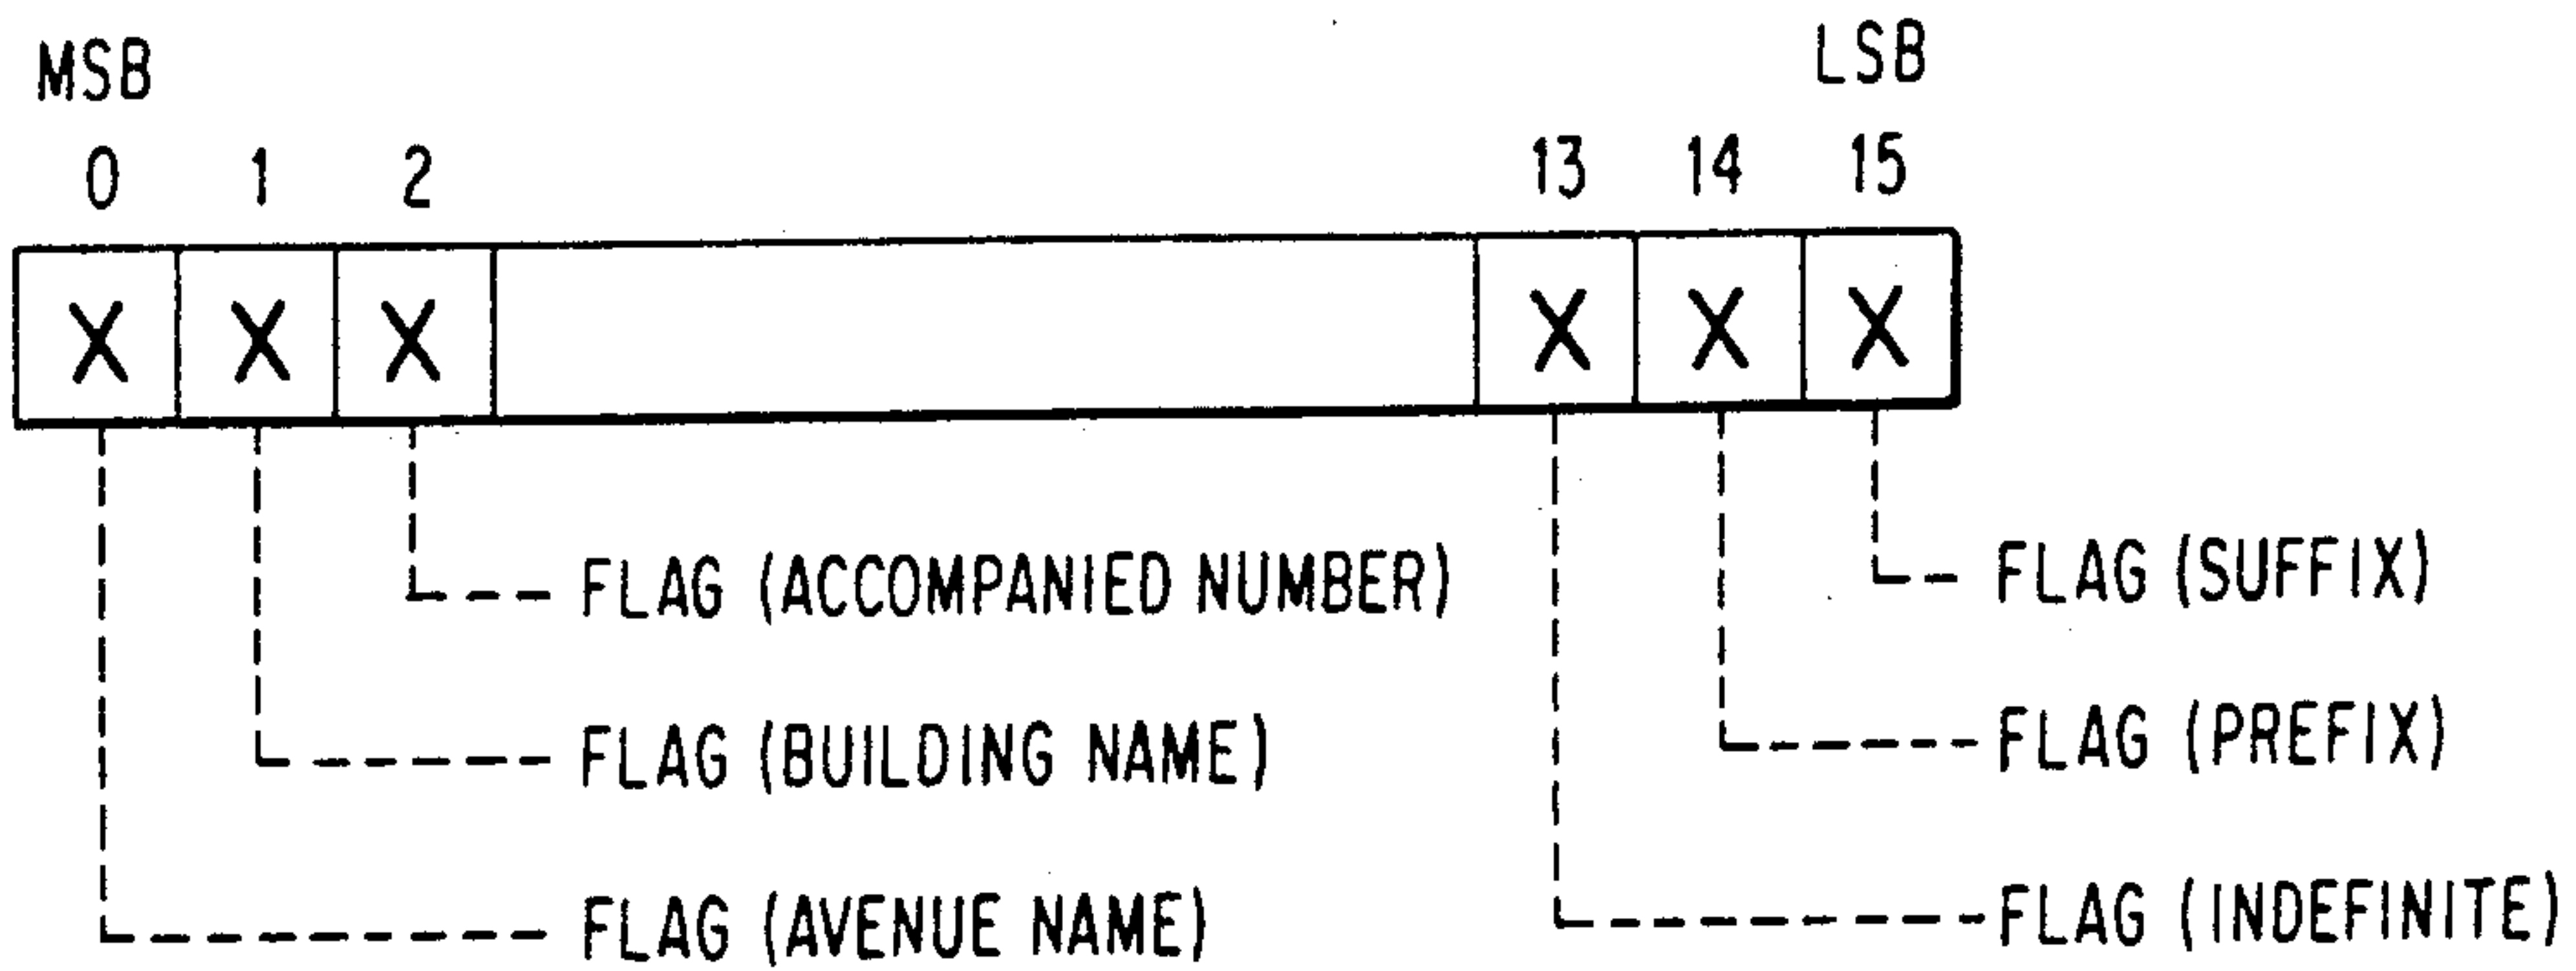 MSB LSB
0 1 2 13 14 15
X X X X X X
FLAG (ACCOMPANIED NUMBER) FLAG (SUFFIX)
FLAG (BUILDING NAME) FLAG (PREFIX)
FLAG (AVENUE NAME) FLAG (INDEFINITE)